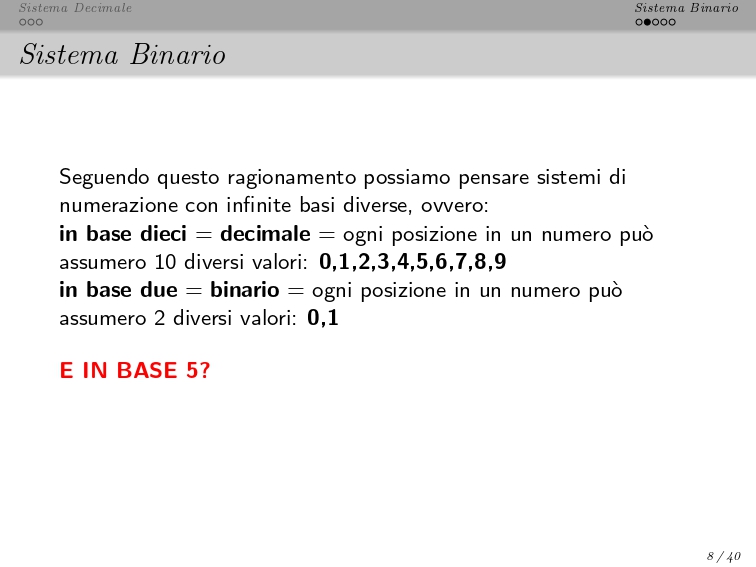 Sistema Decimale
Sistema Binario
Sistema Binario
Seguendo questo ragionamento possiamo pensare sistemi di
numerazione con infinite basi diverse, ovvero:
in base dieci = decimale = ogni posizione in un numero può
assumero 10 diversi valori: 0,1,2,3,4,5,6,7,8,9
in base due = binario = ogni posizione in un numero può
assumero 2 diversi valori: 0,1
E IN BASE 5?
8 / 40